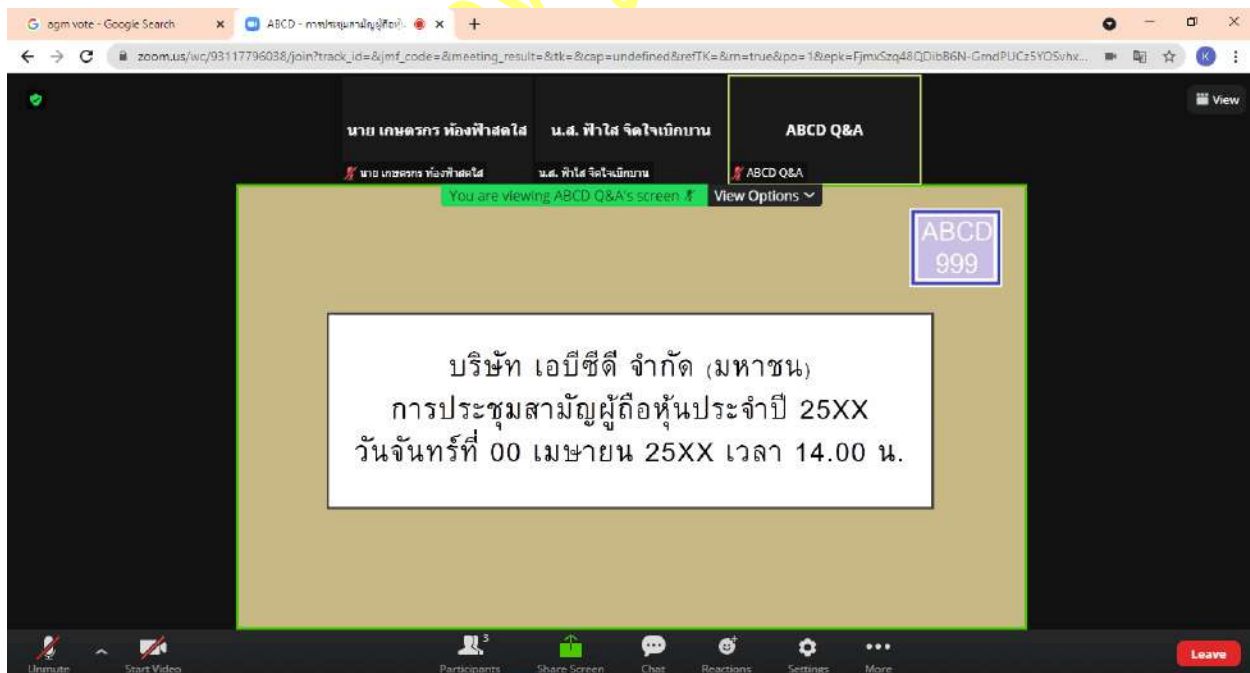 agm vote - Google Search
ABCD - การประชุมสามัญผู้ถือหุ้
zoom.us/wc/93117796038/join?track_id=&jmf_code=&meeting_result=&tk=&cap=undefined&refTK=&rm=true&po=1&epk=
K
View
นาย เกษตรกร ท้องฟ้าสดใส
น.ส. ฟ้าใส จิตใจเบิกบาน
ABCD Q&A
นาย เกษตรกร ท้องฟ้าสดใส
น.ส. ฟ้าใส จิตใจเบิกบาน
ABCD Q&A
You are viewing ABCD Q&A's screen
View Options
ABCD
999
บริษัท เอบีซีดี จำกัด (มหาชน)
การประชุมสามัญผู้ถือหุ้นประจำปี 25XX
วันจันทร์ที่ 00 เมษายน 25XX เวลา 14.00 น.
3
Unmute
Start Video
Participants
Share Screen
Chat
Reactions
Settings
More
Leave